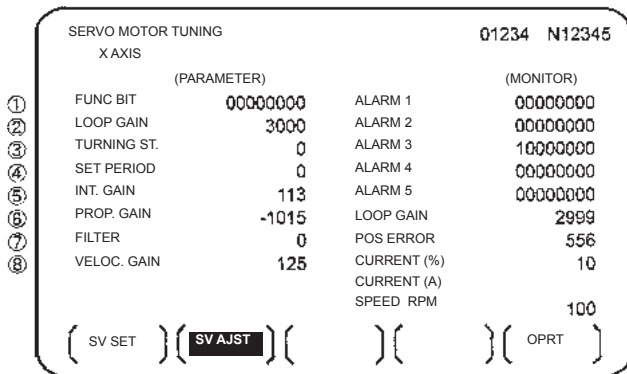 SERVO MOTOR TUNING 01234 N12345
X AXIS
(PARAMETER) (MONITOR)
① FUNC BIT 00000000 ALARM 1 00000000
② LOOP GAIN 3000 ALARM 2 00000000
③ TURNING ST. 0 ALARM 3 10000000
④ SET PERIOD 0 ALARM 4 00000000
⑤ INT. GAIN 113 ALARM 5 00000000
⑥ PROP. GAIN -1015 LOOP GAIN 2999
⑦ FILTER 0 POS ERROR 556
⑧ VELOC. GAIN 125 CURRENT (%) 10
CURRENT (A)
SPEED RPM 100
SV SET SV AJST OPRT